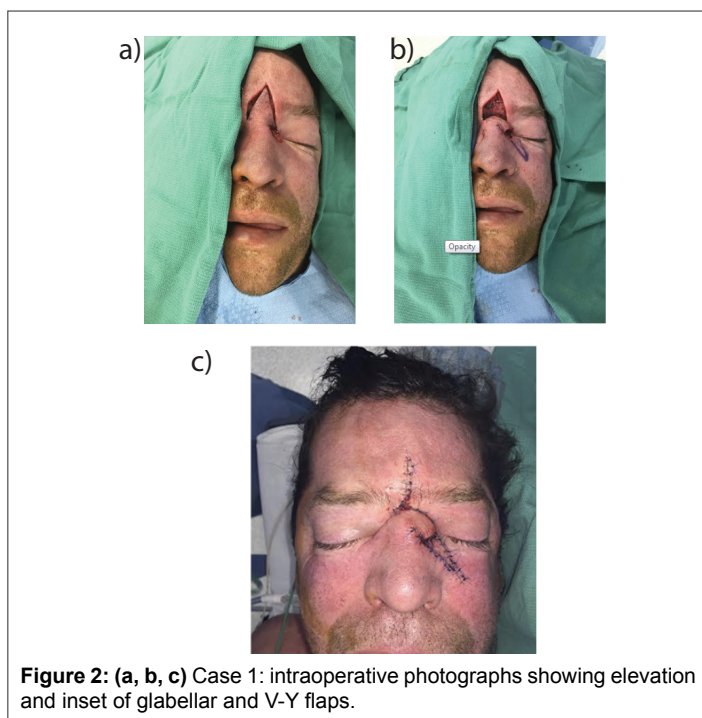 a)
b)
Opacity
c)
Figure 2: (a, b, c) Case 1: intraoperative photographs showing elevation
and inset of glabellar and V-Y flaps.